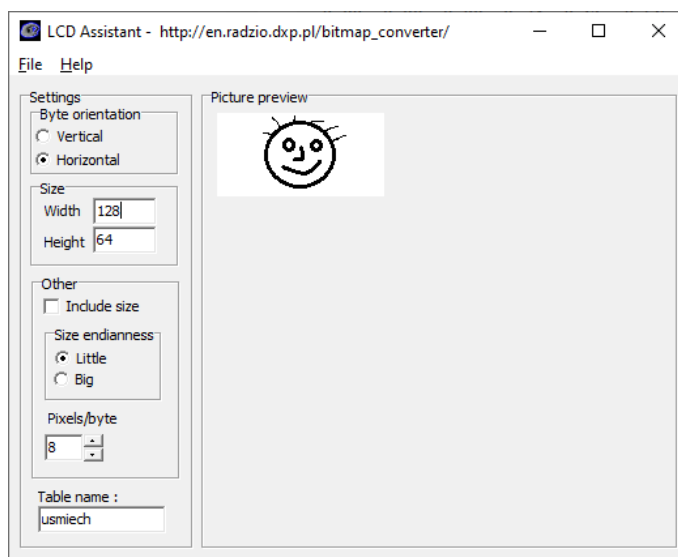 LCD Assistant - http://en.radzio.dxp.pl/bitmap_converter/
File Help
Settings
Byte orientation
Vertical
Horizontal
Size
Width 128
Height 64
Other
Include size
Size endianness
Little
Big
Pixels/byte
8
Table name :
usmiech
Picture preview